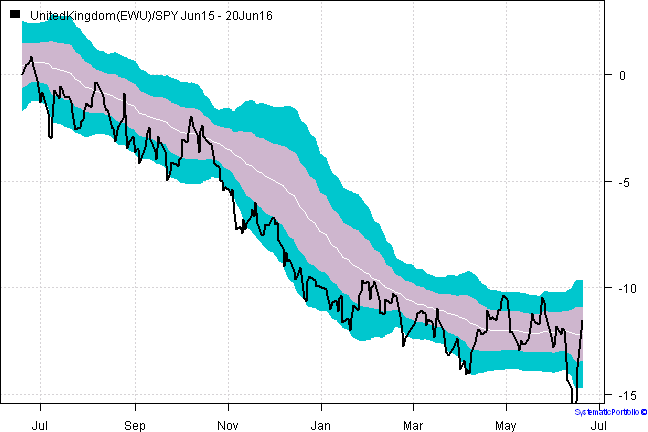 UnitedKingdom(EWU)/SPY Jun15 - 20Jun16
0
-5
-10
-15
SystematicPortfolio ©
Jul
Sep
Nov
Jan
Mar
May
Jul